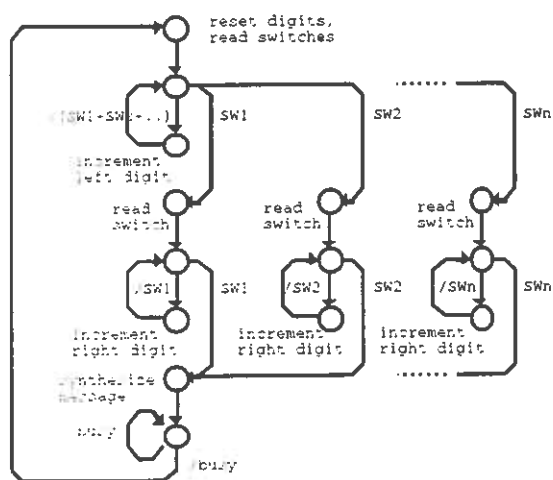 reset digits,
read switches
SW1
SW2
SWn
increment
left digit
read
switch
read
switch
read
switch
/SW1
SW1
/SW2
SW2
/SWn
SWn
increment
right digit
increment
right digit
increment
right digit
synthesize
message
busy
/busy